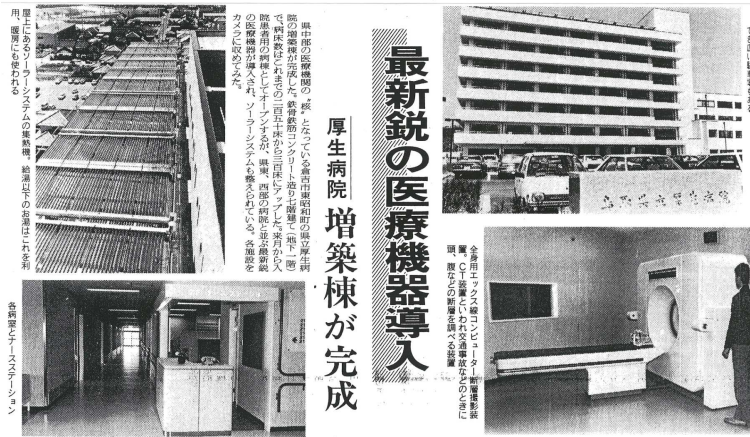 最新鋭の医療機器導入
厚生病院 増築棟が完成
県中部の医療機関の〝核〟となっている倉吉市東昭和町の県立厚生病
院の増築棟が完成した。鉄骨鉄筋コンクリート造り七階建て(地下一階)
で、病床数はこれまでの二百五十床から三百床にアップした。来月から入
院患者用の病棟としてオープンするが、県東、西部の病院と並ぶ最新鋭
の医療機器が導入され、ソーラーシステムも整えられている。各施設を
カメラに収めてみた。
屋上にあるソーラーシステムの集熱機。給湯以下のお湯はこれを利
用、暖房にも使われる
全身用エックス線コンピューター断層撮影装
置。CT装置といわれ交通事故などのときに
頭、腹などの断層を調べる装置
各病室とナースステーション